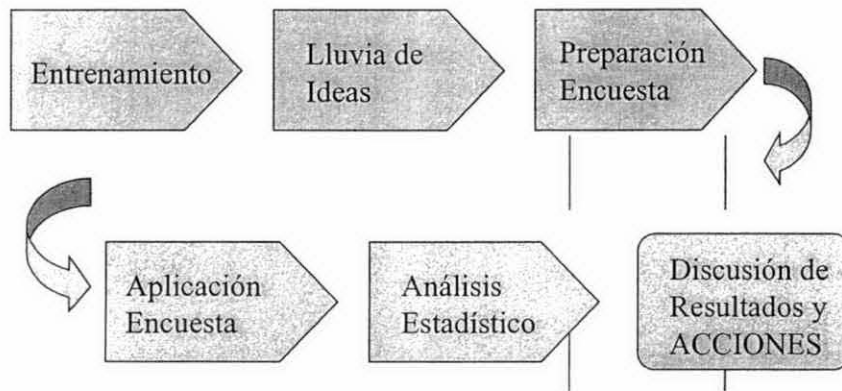 Entrenamiento
Lluvia de
Ideas
Preparación
Encuesta
Aplicación
Encuesta
Análisis
Estadístico
Discusión de
Resultados y
ACCIONES